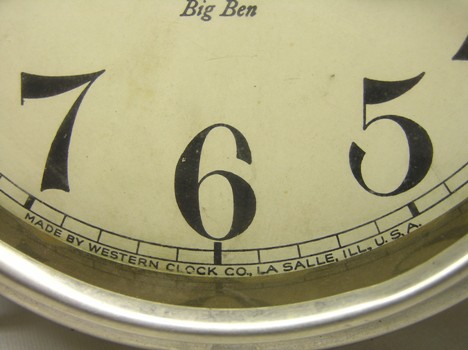 Big Ben
7 6 5
MADE BY WESTERN CLOCK CO., LA SALLE, ILL., U.S.A.